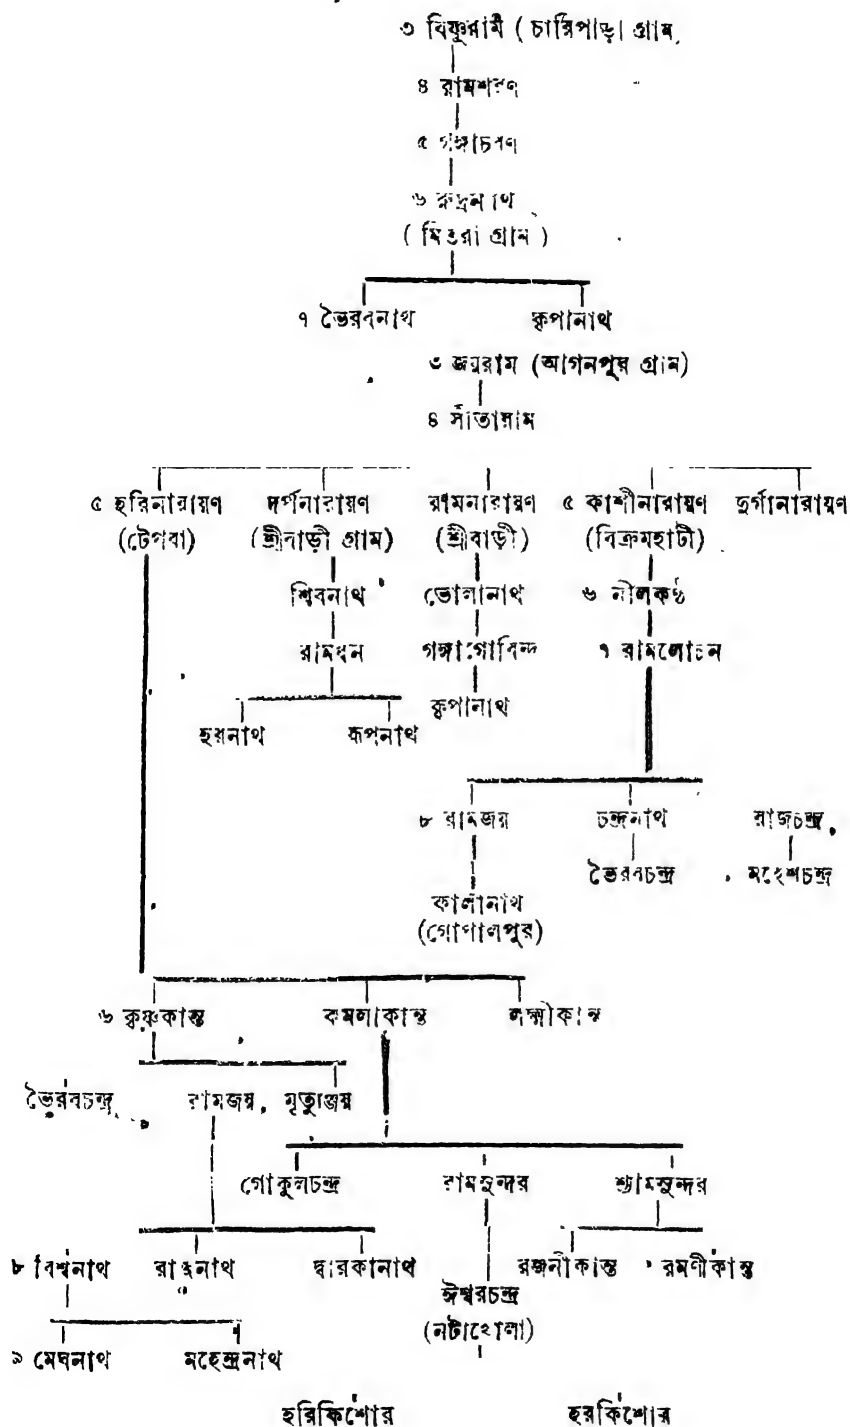 ৩ বিষ্ণুরাম (চারিপাড়া গ্রাম)
৪ রামশরণ
৫ গঙ্গাচরণ
৬ রুদ্রনাথ
(মিতরা গ্রাম)
৭ ভৈরবনাথ কৃপানাথ
৩ জয়রাম (আগনপুর গ্রাম)
৪ সীতারাম
৫ হরিনারায়ণ দর্পনারায়ণ রামনারায়ণ ৫ কাশীনারায়ণ দুর্গানারায়ণ
(টেপবা) (শ্রীবাড়ী গ্রাম) (শ্রীবাড়ী) (বিক্রমহাটী)
শিবনাথ ভোলানাথ ৬ নীলকণ্ঠ
রামধন গঙ্গাগোবিন্দ ৭ রামলোচন
কৃপানাথ
হরনাথ রূপনাথ
৮ রামজয় চন্দ্রনাথ রাজচন্দ্র
ভৈরবচন্দ্র মহেশচন্দ্র
কালীনাথ
(গোপালপুর)
৬ কৃষ্ণকান্ত কমলাকান্ত লক্ষ্মীকান্ত
ভৈরবচন্দ্র রামজয়, মৃত্যুঞ্জয়
গোকুলচন্দ্র রামসুন্দর শ্যামসুন্দর
৮ বিশ্বনাথ রাজনাথ দ্বারকানাথ রজনীকান্ত রমণীকান্ত
ঈশ্বরচন্দ্র
(নটাখোলা)
৯ মেঘনাথ মহেন্দ্রনাথ
হরিকিশোর হরকিশোর